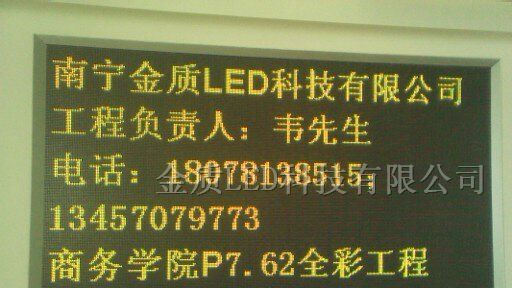 南宁金质LED科技有限公司
工程负责人：韦先生
电话：18078138515;
13457079773
商务学院P7.62全彩工程
金质LED科技有限公司